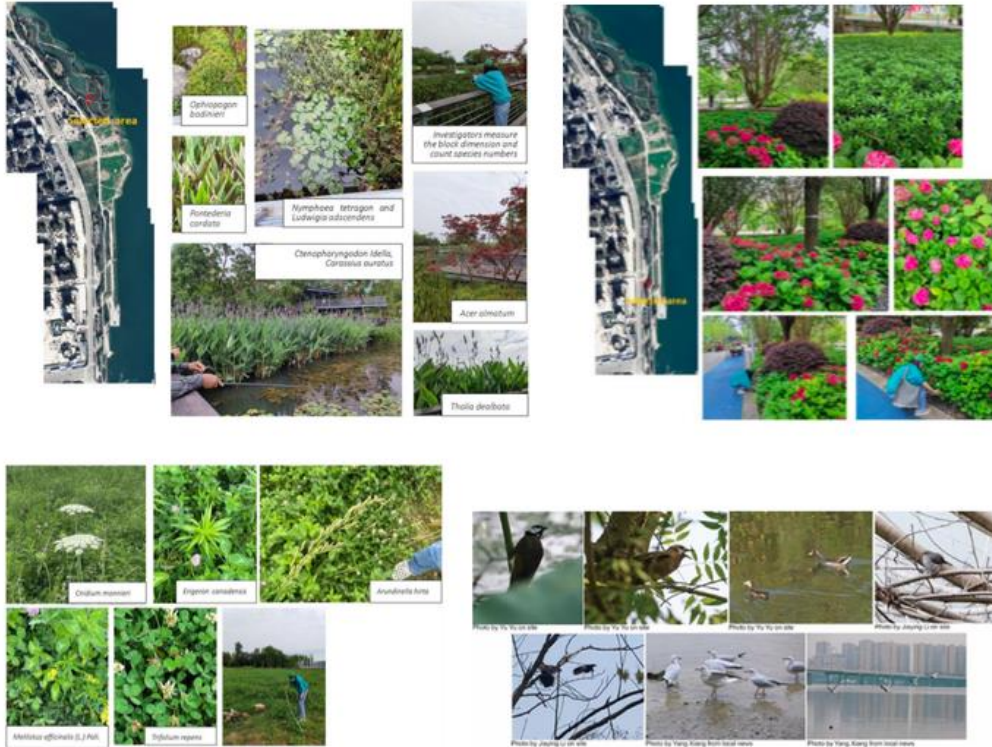 Selected area
Ophiopogon
bodinieri
Pontederia
cordata
Nymphaea tetragon and
Ludwigia adscendens
Investigators measure
the block dimension and
count species numbers
Ctenopharyngodon Idella,
Carassius auratus
Acer almatum
Thalia dealbata
area
Cnidium monnieri
Erigeron canadensis
Arundinella hirta
Melilotus officinalis (L.) Pall.
Trifolium repens
Photo by Yu Yu on site
Photo by Yu Yu on site
Photo by Yu Yu on site
Photo by Jiaying Li on site
Photo by Jiaying Li on site
Photo by Yang Xiang from local news
Photo by Yang Xiang from local news